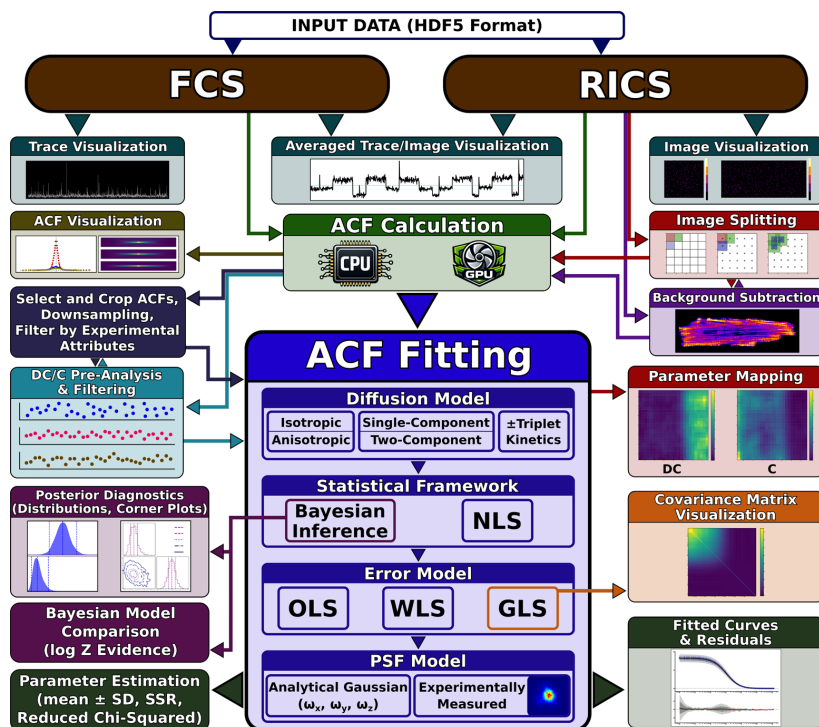 INPUT DATA (HDF5 Format)
FCS
RICS
Trace Visualization
Averaged Trace/Image Visualization
Image Visualization
ACF Visualization
ACF Calculation
CPU
GPU
Image Splitting
Select and Crop ACFs,
Downsampling,
Filter by Experimental
Attributes
Background Subtraction
DC/C Pre-Analysis
& Filtering
ACF Fitting
Diffusion Model
Isotropic
Anisotropic
Single-Component
Two-Component
±Triplet
Kinetics
Parameter Mapping
DC
C
Posterior Diagnostics
(Distributions, Corner Plots)
Statistical Framework
Bayesian
Inference
NLS
Covariance Matrix
Visualization
Error Model
OLS
WLS
GLS
Bayesian Model
Comparison
(log Z Evidence)
Fitted Curves
& Residuals
PSF Model
Analytical Gaussian
(ωx, ωy, ωz)
Experimentally
Measured
Parameter Estimation
(mean ± SD, SSR,
Reduced Chi-Squared)